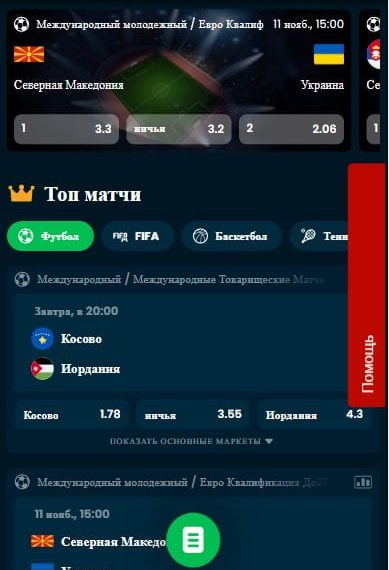 Международный молодежный / Евро Квалиф 11 нояб., 15:00
Северная Македония Украина
1 3.3 ничья 3.2 2 2.06
Топ матчи
Футбол FIFA FIFA Баскетбол Тенн
Международный / Международные Товарищеские Матчи
Завтра, в 20:00
Косово
Иордания
Помощь
Косово 1.78 ничья 3.55 Иордания 4.3
ПОКАЗАТЬ ОСНОВНЫЕ МАРКЕТЫ
Международный молодежный / Евро Квалификация До21
11 нояб., 15:00
Северная Македо